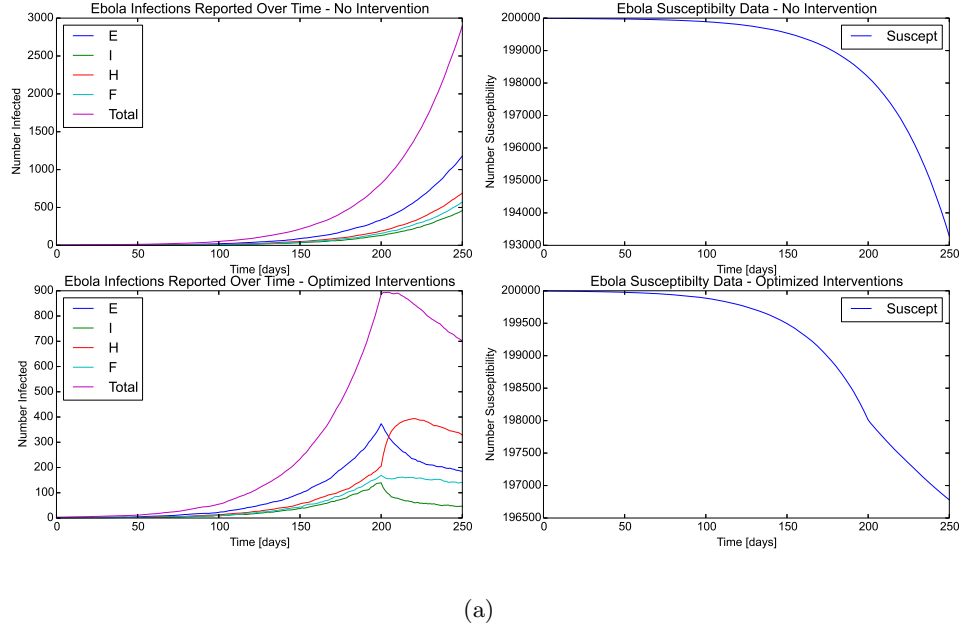 Ebola Infections Reported Over Time - No Intervention
3000
2500
2000
1500
1000
500
0
Number Infected
E
I
H
F
Total
0 50 100 150 200 250
Time [days]
Ebola Susceptibilty Data - No Intervention
200000
199000
198000
197000
196000
195000
194000
193000
Number Susceptibility
Suscept
0 50 100 150 200 250
Time [days]
Ebola Infections Reported Over Time - Optimized Interventions
900
800
700
600
500
400
300
200
100
0
Number Infected
E
I
H
F
Total
0 50 100 150 200 250
Time [days]
Ebola Susceptibilty Data - Optimized Interventions
200000
199500
199000
198500
198000
197500
197000
196500
Number Susceptibility
Suscept
0 50 100 150 200 250
Time [days]
(a)